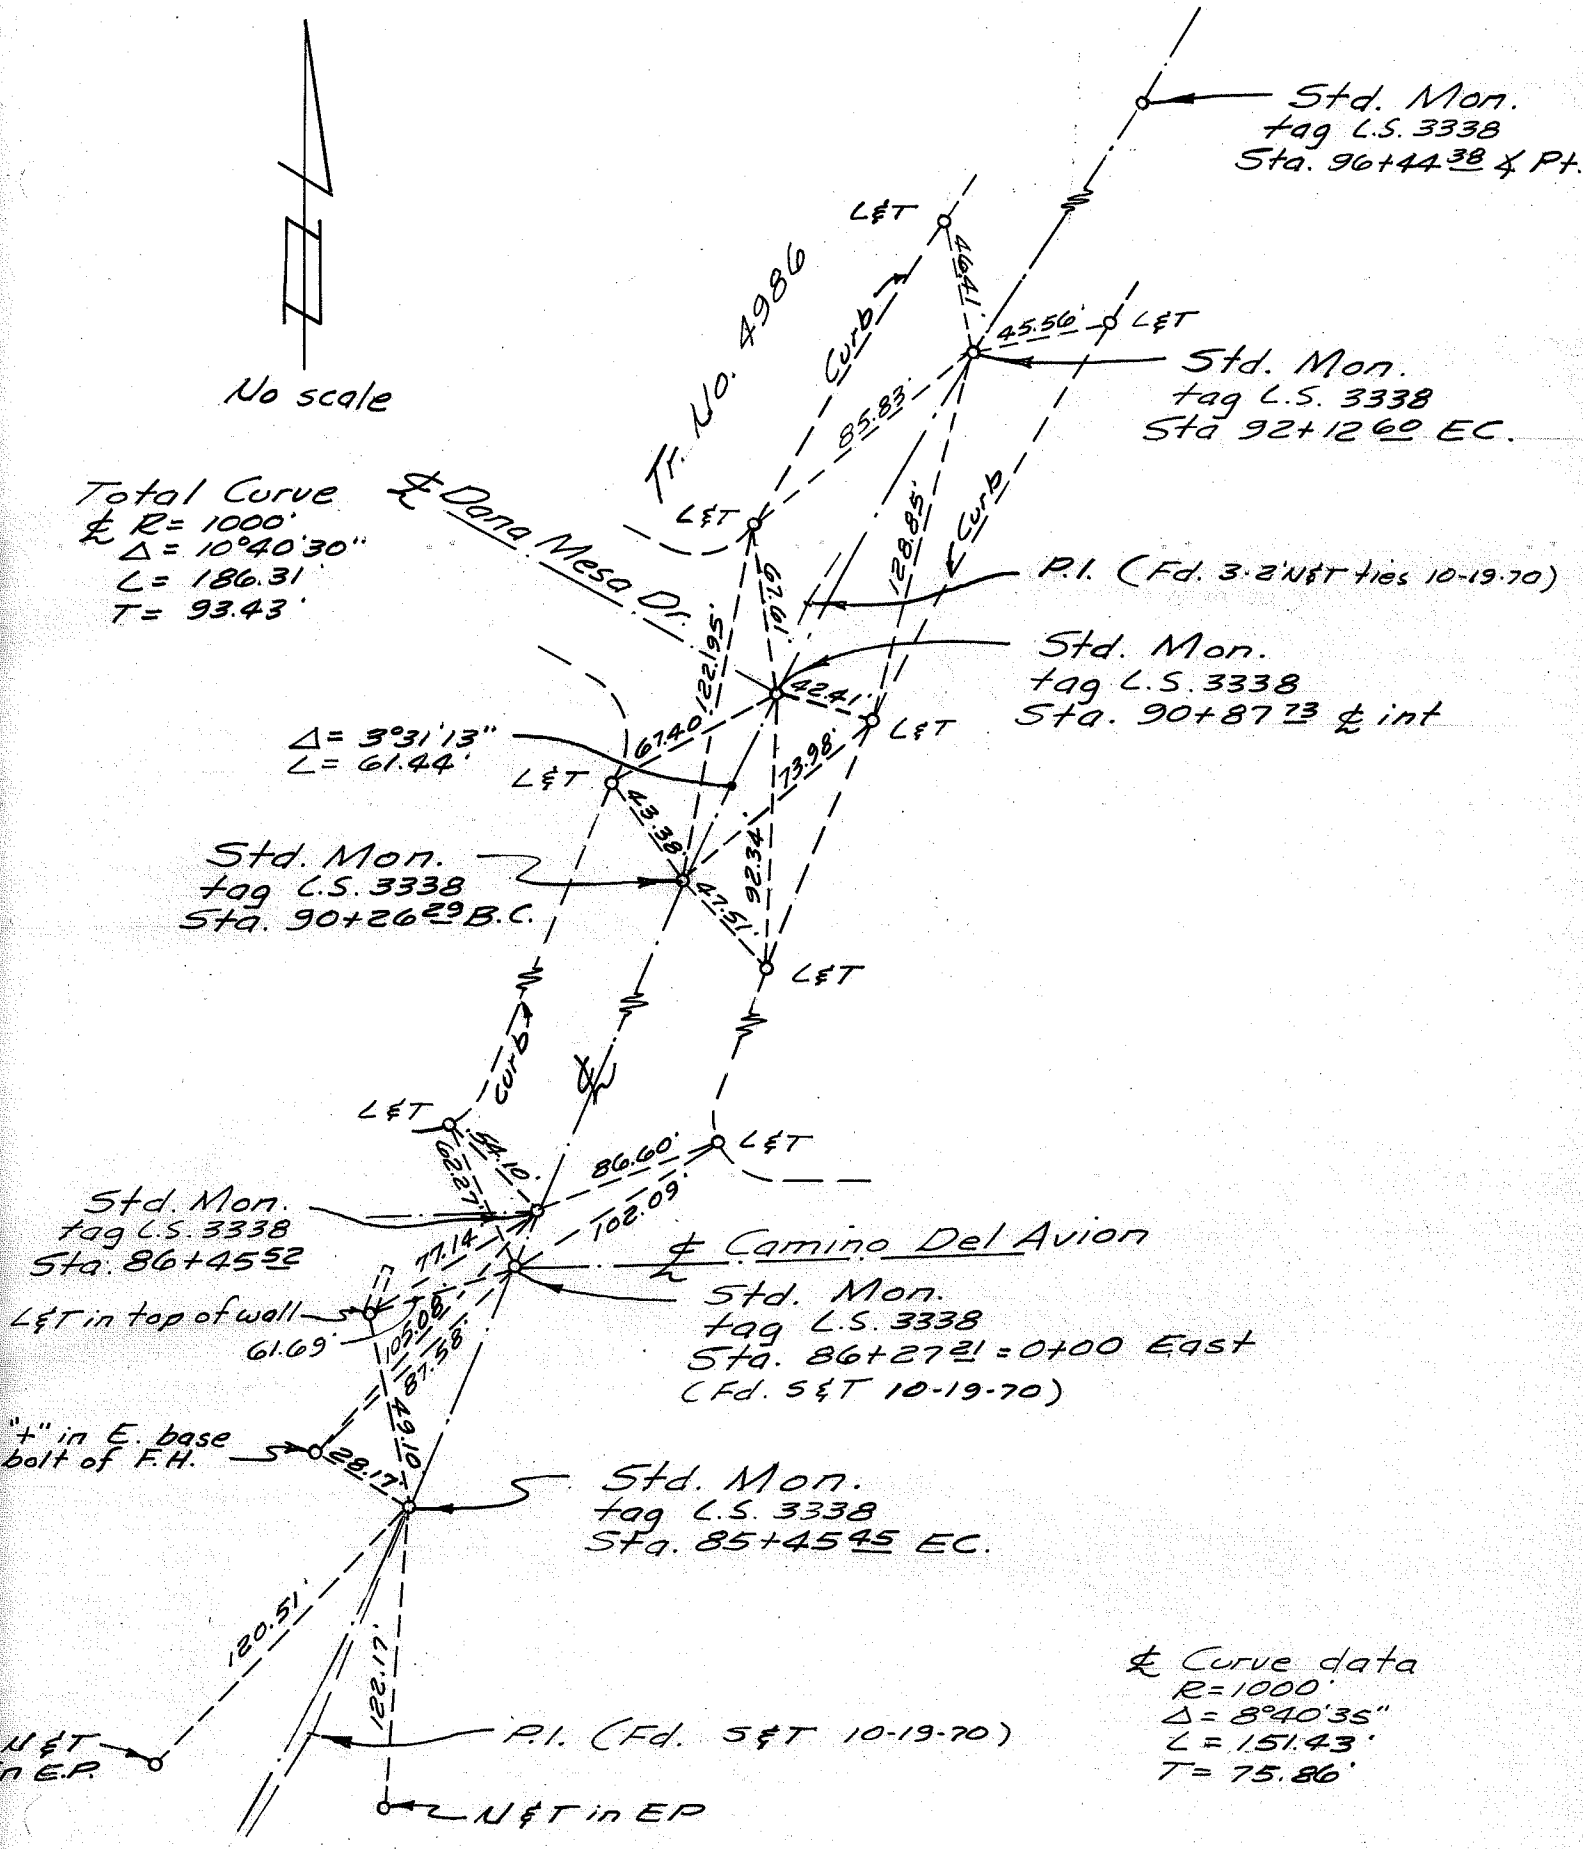 Std. Mon.
tag L.S. 3338
Sta. 96+44 38 ∡ Pt.
L&T
46.41'
45.56'
L&T
Curb
Std. Mon.
tag L.S. 3338
Sta 92+12 60 EC.
No scale
Tr. No. 4986
85.83'
Total Curve
℄ R= 1000'
Δ= 10°40'30"
L= 186.31'
T= 93.43'
℄ Dana Mesa Dr.
L&T
128.85'
Curb
P.I. (Fd. 3-2'N&T ties 10-19-70)
67.61'
122.95'
Std. Mon.
tag L.S. 3338
Sta. 90+87 73 ℄ int
42.41'
L&T
67.40'
Δ= 3°31'13"
L= 61.44'
L&T
73.98'
43.38'
92.34'
Std. Mon.
tag L.S. 3338
Sta. 90+26 29 B.C.
47.51'
L&T
Curb
℄
L&T
54.10'
62.27'
86.60'
L&T
102.09'
Std. Mon.
tag L.S. 3338
Sta. 86+45 52
77.14'
℄ Camino Del Avion
Std. Mon.
tag L.S. 3338
Sta. 86+27 21 = 0+00 East
(Fd. S&T 10-19-70)
L&T in top of wall
61.69'
105.08'
87.58'
49.10'
"+" in E. base
bolt of F.H.
28.17'
Std. Mon.
tag L.S. 3338
Sta. 85+45 45 EC.
120.51'
122.17'
℄ Curve data
R=1000'
Δ= 8°40'35"
L= 151.43'
T= 75.86'
P.I. (Fd. S&T 10-19-70)
N&T
in E.P.
N&T in EP